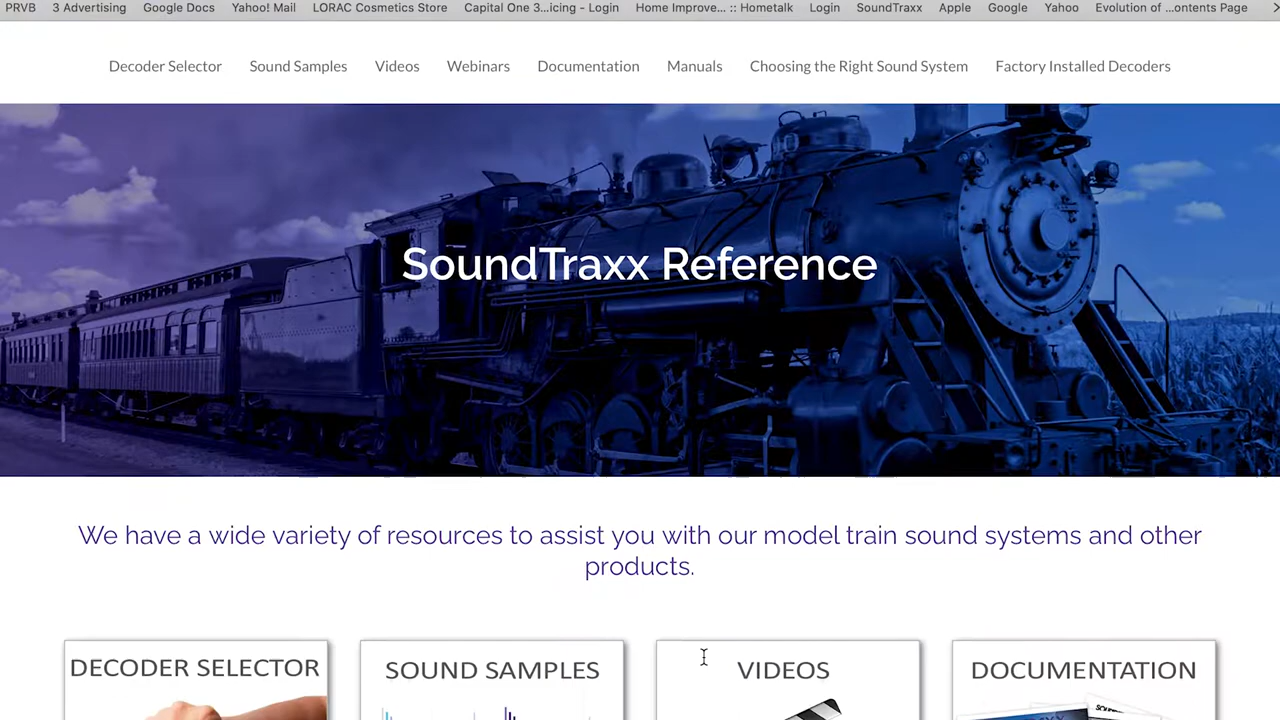 PRVB 3 Advertising Google Docs Yahoo! Mail LORAC Cosmetics Store Capital One 3...icing - Login Home Improve... :: Hometalk Login SoundTraxx Apple Google Yahoo Evolution of ...ontents Page
Decoder Selector Sound Samples Videos Webinars Documentation Manuals Choosing the Right Sound System Factory Installed Decoders
SoundTraxx Reference
We have a wide variety of resources to assist you with our model train sound systems and other
products.
DECODER SELECTOR SOUND SAMPLES VIDEOS DOCUMENTATION